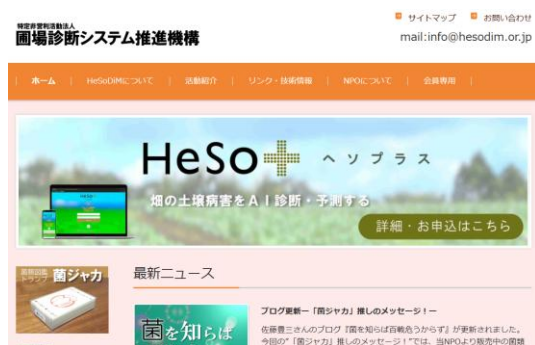 サイトマップ お問い合わせ
特定非営利活動法人
圃場診断システム推進機構
mail:info@hesodim.or.jp
ホーム | HeSoDiMについて | 活動紹介 | リンク・技術情報 | NPOについて | 会員専用 |
HeSo+ ヘソプラス
畑の土壌病害をAI診断・予測する
詳細・お申込はこちら
菌ジャカ
最新ニュース
菌を知らば
ブログ更新ー「菌ジャカ」推しのメッセージ！ー
佐藤豊三さんのブログ『菌を知らば百戦危うからず』が更新されました。
今回の"「菌ジャカ」推しのメッセージ！"では、当NPOより販売中の菌類